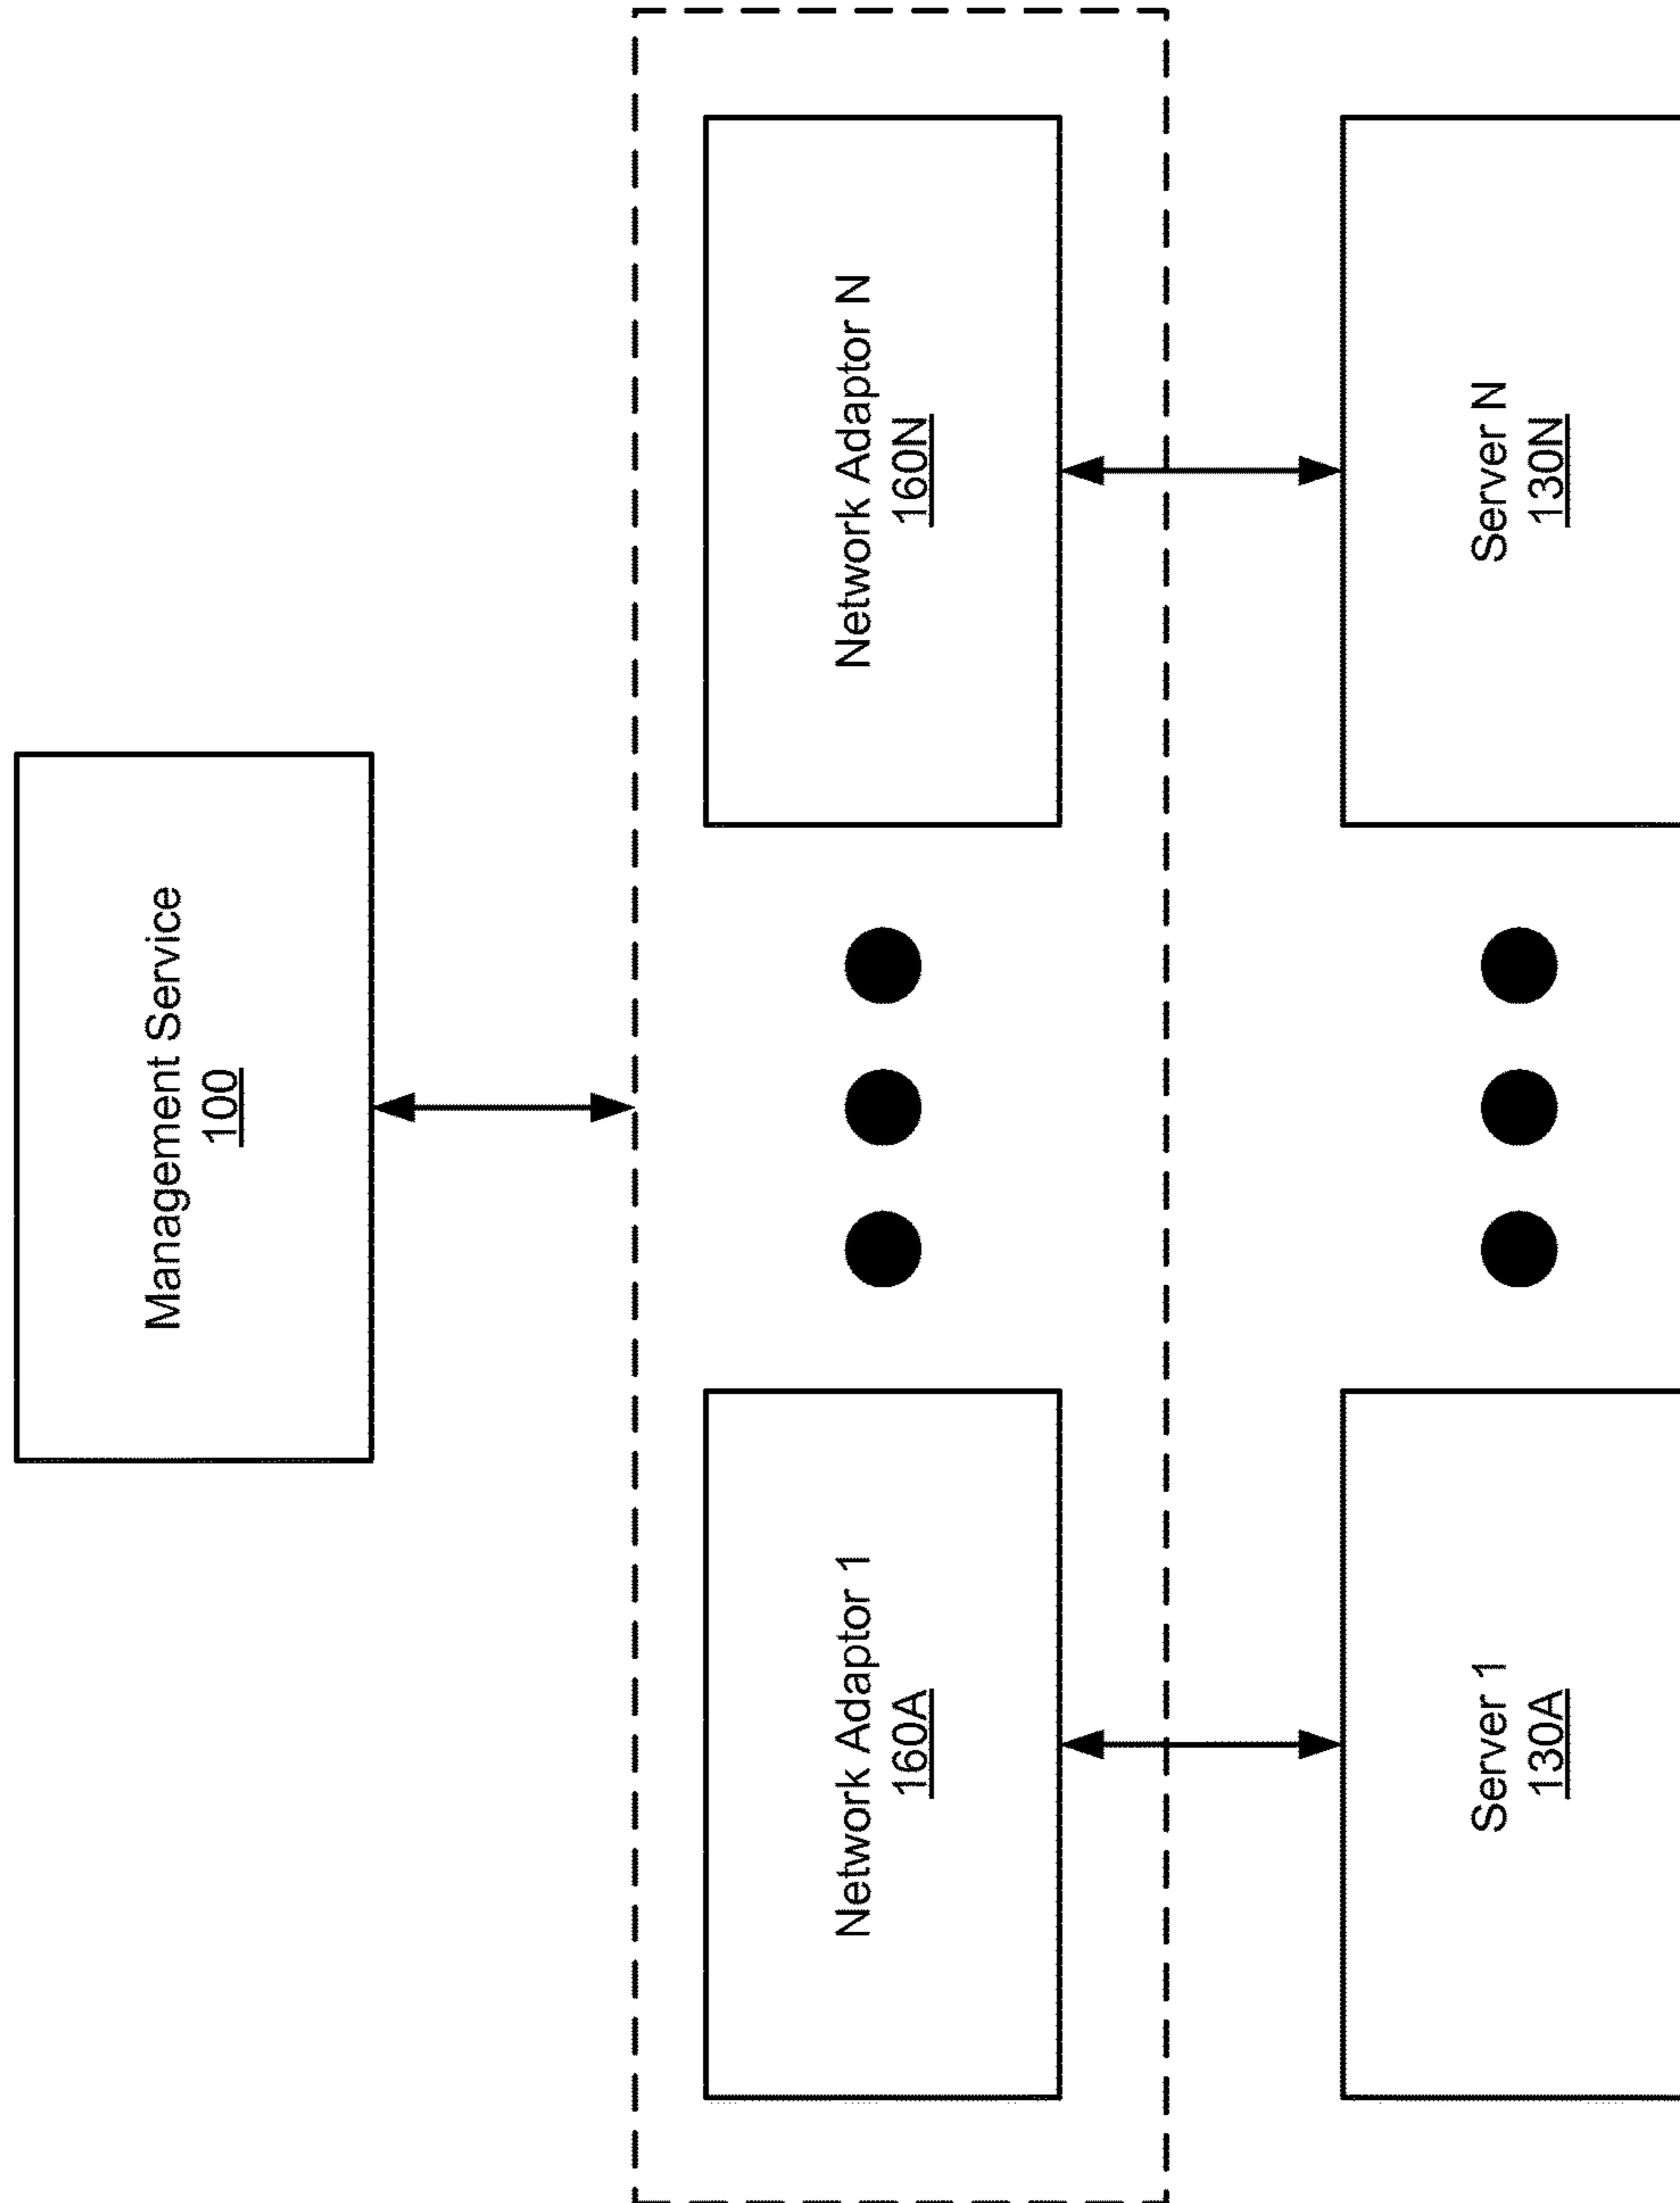 Management Service
100
Network Adaptor 1
160A
Network Adaptor N
160N
Server 1
130A
Server N
130N